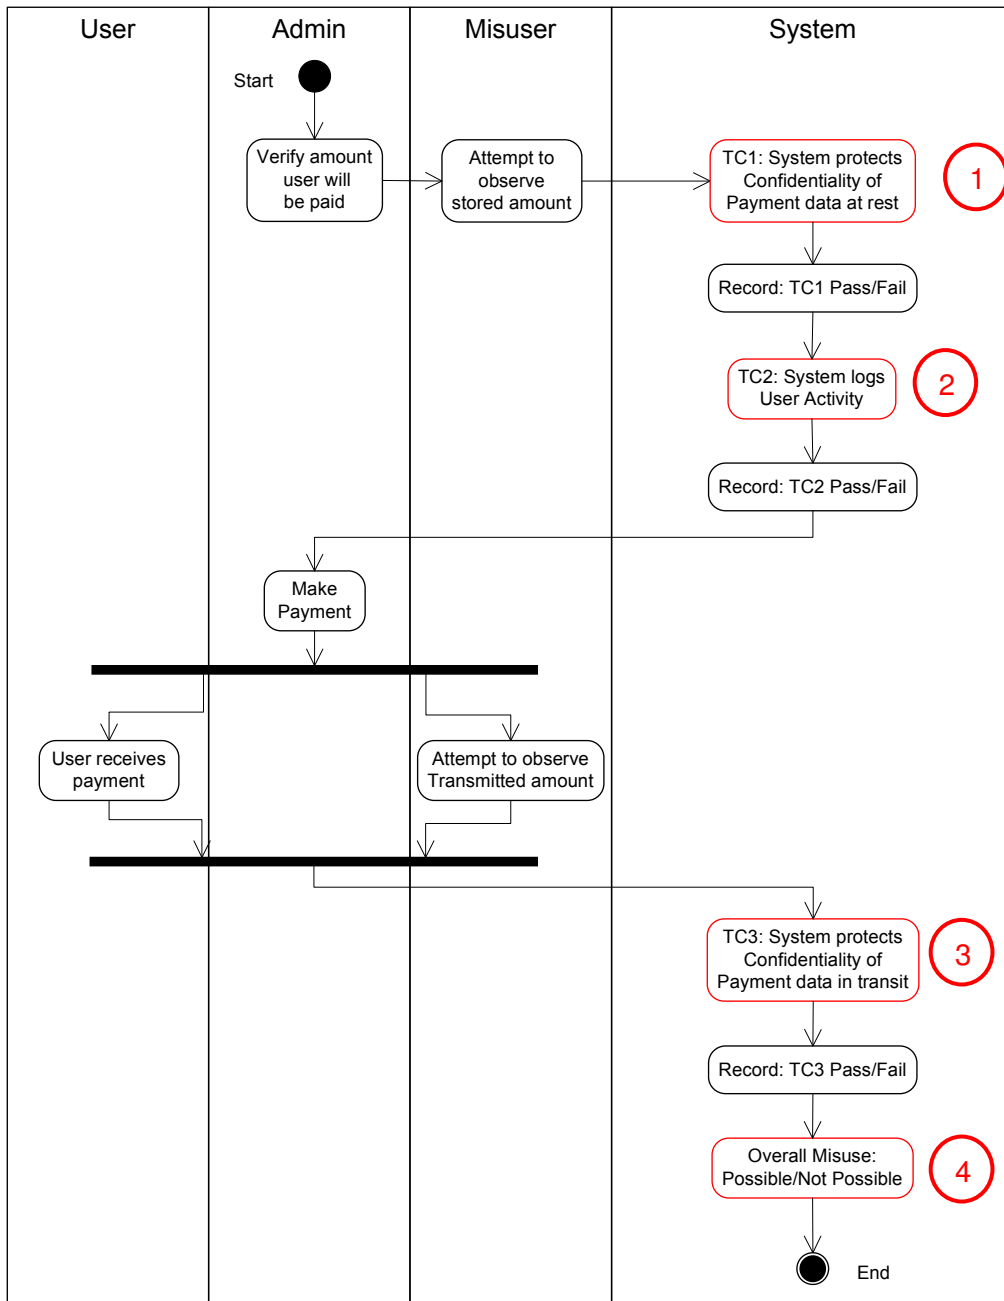 User
Admin
Misuser
System
Start
Verify amount
user will
be paid
Attempt to
observe
stored amount
TC1: System protects
Confidentiality of
Payment data at rest
1
Record: TC1 Pass/Fail
TC2: System logs
User Activity
2
Record: TC2 Pass/Fail
Make
Payment
User receives
payment
Attempt to observe
Transmitted amount
TC3: System protects
Confidentiality of
Payment data in transit
3
Record: TC3 Pass/Fail
Overall Misuse:
Possible/Not Possible
4
End